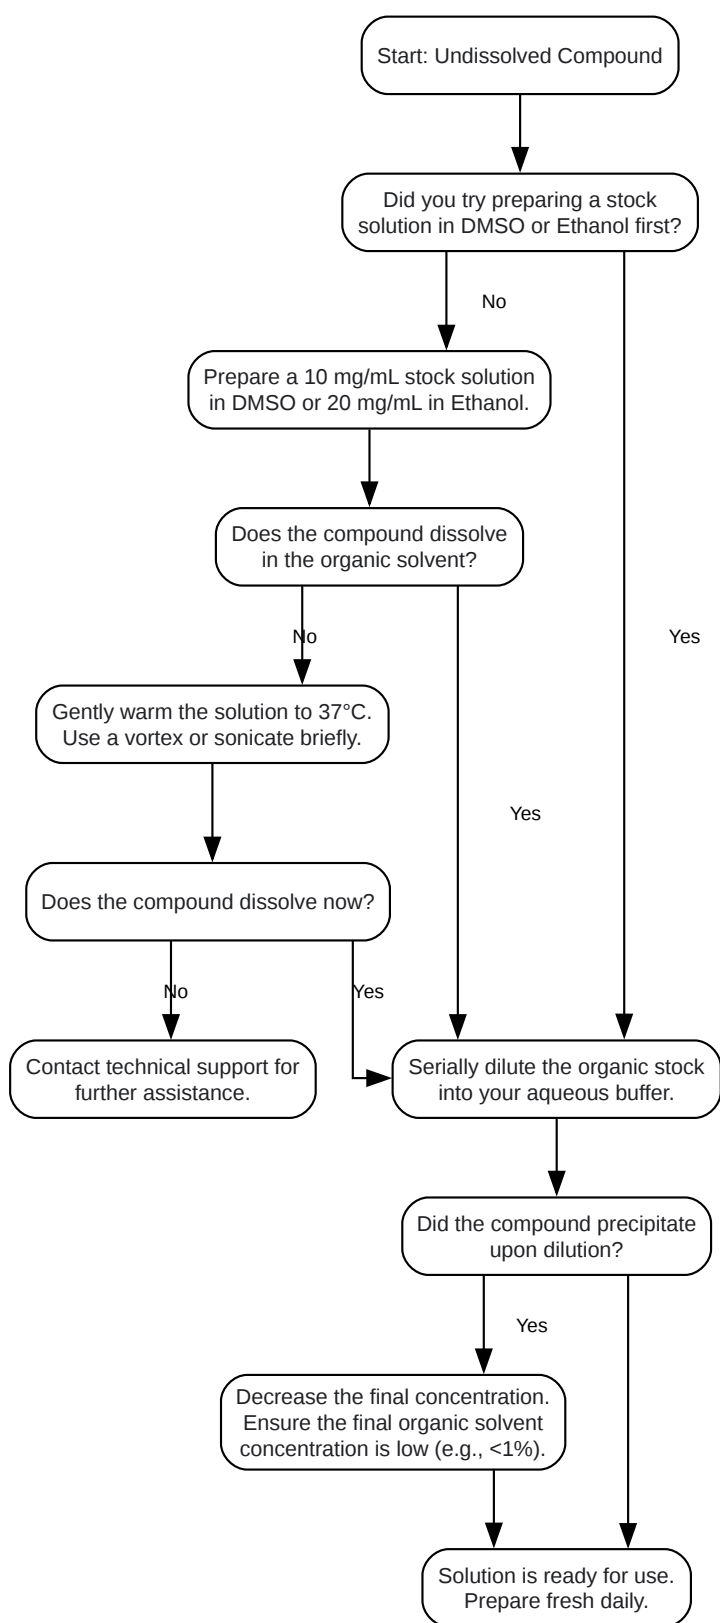 Start: Undissolved Compound
Did you try preparing a stock
solution in DMSO or Ethanol first?
No
Prepare a 10 mg/mL stock solution
in DMSO or 20 mg/mL in Ethanol.
Does the compound dissolve
in the organic solvent?
No
Yes
Gently warm the solution to 37°C.
Use a vortex or sonicate briefly.
Yes
Does the compound dissolve now?
No
Yes
Contact technical support for
further assistance.
Serially dilute the organic stock
into your aqueous buffer.
Did the compound precipitate
upon dilution?
Yes
Decrease the final concentration.
Ensure the final organic solvent
concentration is low (e.g., <1%).
Solution is ready for use.
Prepare fresh daily.